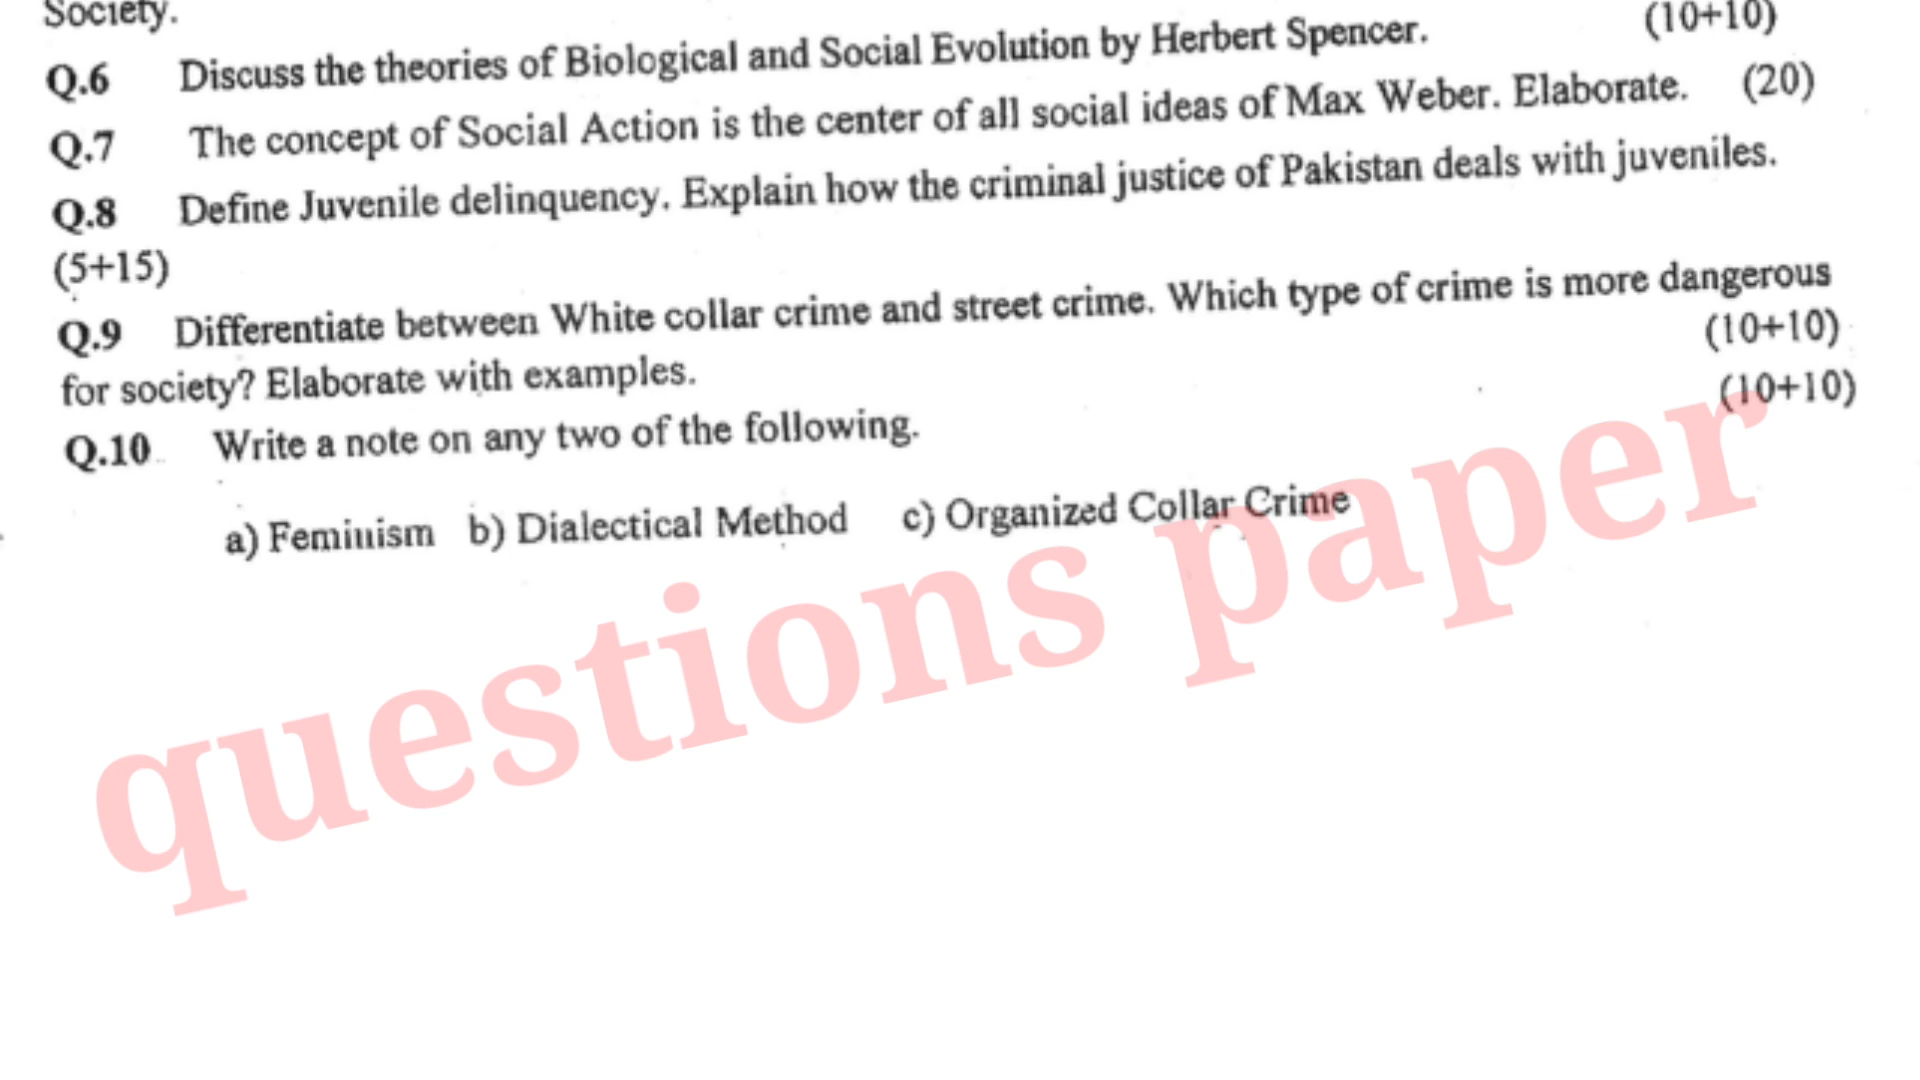 Society.
(10+10)
Q.6 Discuss the theories of Biological and Social Evolution by Herbert Spencer.
Q.7 The concept of Social Action is the center of all social ideas of Max Weber. Elaborate. (20)
Q.8 Define Juvenile delinquency. Explain how the criminal justice of Pakistan deals with juveniles.
(5+15)
Q.9 Differentiate between White collar crime and street crime. Which type of crime is more dangerous
for society? Elaborate with examples. (10+10)
Q.10 Write a note on any two of the following. (10+10)
a) Feminism b) Dialectical Method c) Organized Collar Crime
questions paper